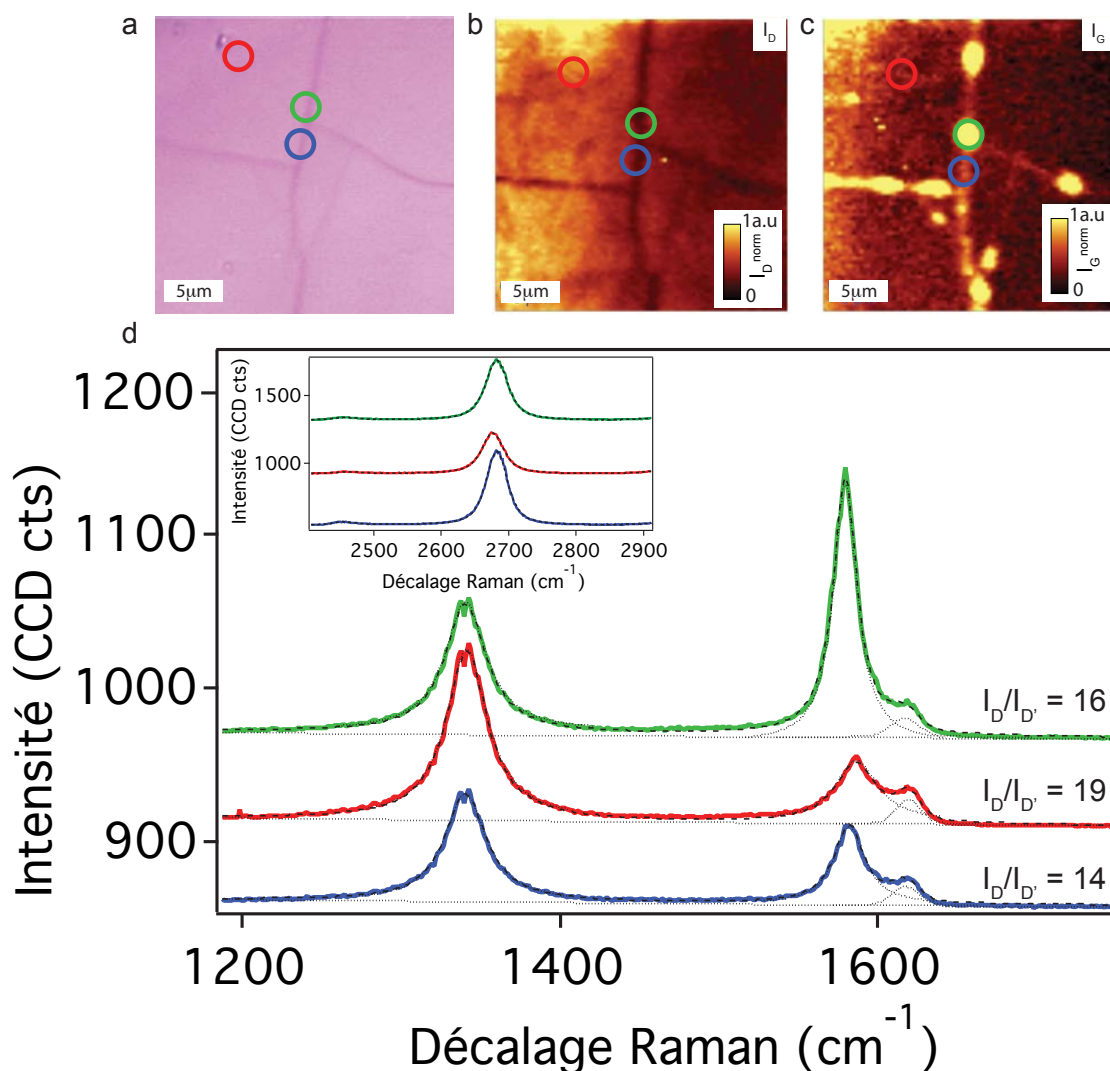 a
5µm
b
I_D
1a.u
I_D^norm
0
5µm
c
I_G
1a.u
I_G^norm
0
5µm
d
Intensité (CCD cts)
1200
1100
1000
900
1200
1400
1600
Décalage Raman (cm^-1)
Intensité (CCD cts)
1500
1000
2500
2600
2700
2800
2900
Décalage Raman (cm^-1)
I_D/I_D' = 16
I_D/I_D' = 19
I_D/I_D' = 14